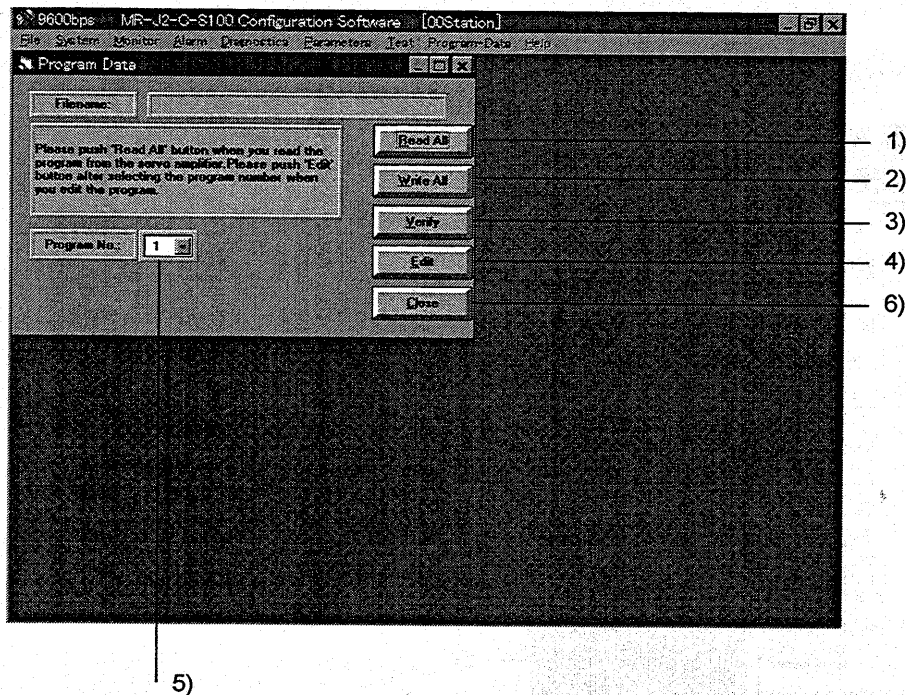 9600bps MR-J2-C-S100 Configuration Software [00Station]
File System Monitor Alarm Diagnostics Parameters Test Program-Data Help
Program Data
Filename:
Please push "Read All" button when you read the
program from the servo amplifier.Please push "Edit"
button after selecting the program number when
you edit the program.
Read All
1)
Write All
2)
Verify
3)
Program No.: 1
Edit
4)
Close
6)
5)